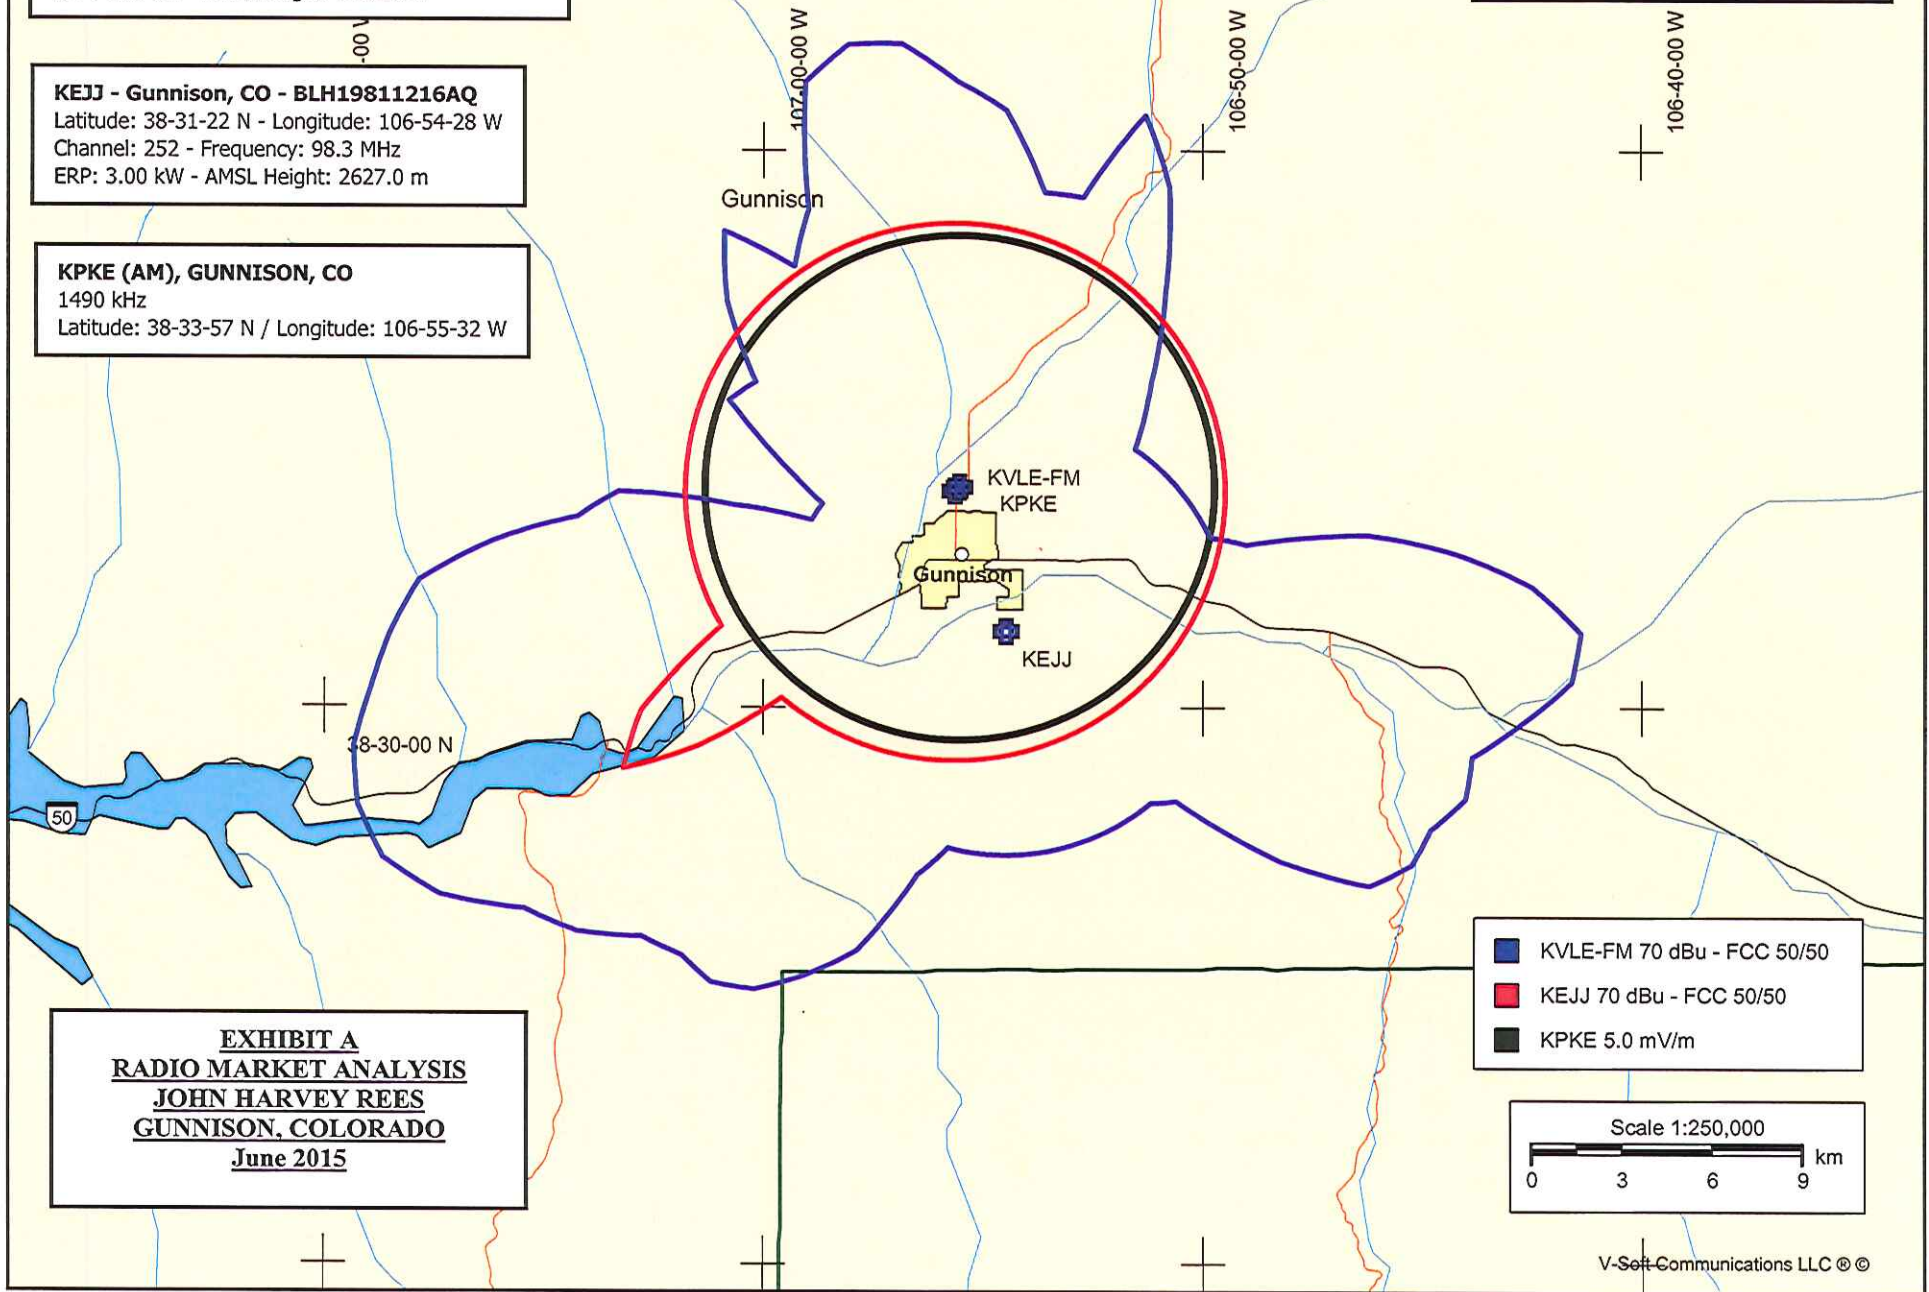 -00 W
107-00-00 W
106-50-00 W
106-40-00 W
KEJJ - Gunnison, CO - BLH19811216AQ
Latitude: 38-31-22 N - Longitude: 106-54-28 W
Channel: 252 - Frequency: 98.3 MHz
ERP: 3.00 kW - AMSL Height: 2627.0 m
Gunnison
KPKE (AM), GUNNISON, CO
1490 kHz
Latitude: 38-33-57 N / Longitude: 106-55-32 W
KVLE-FM
KPKE
Gunnison
KEJJ
38-30-00 N
50
KVLE-FM 70 dBu - FCC 50/50
KEJJ 70 dBu - FCC 50/50
KPKE 5.0 mV/m
EXHIBIT A
RADIO MARKET ANALYSIS
JOHN HARVEY REES
GUNNISON, COLORADO
June 2015
Scale 1:250,000
km
0 3 6 9
V-Soft Communications LLC ® ©